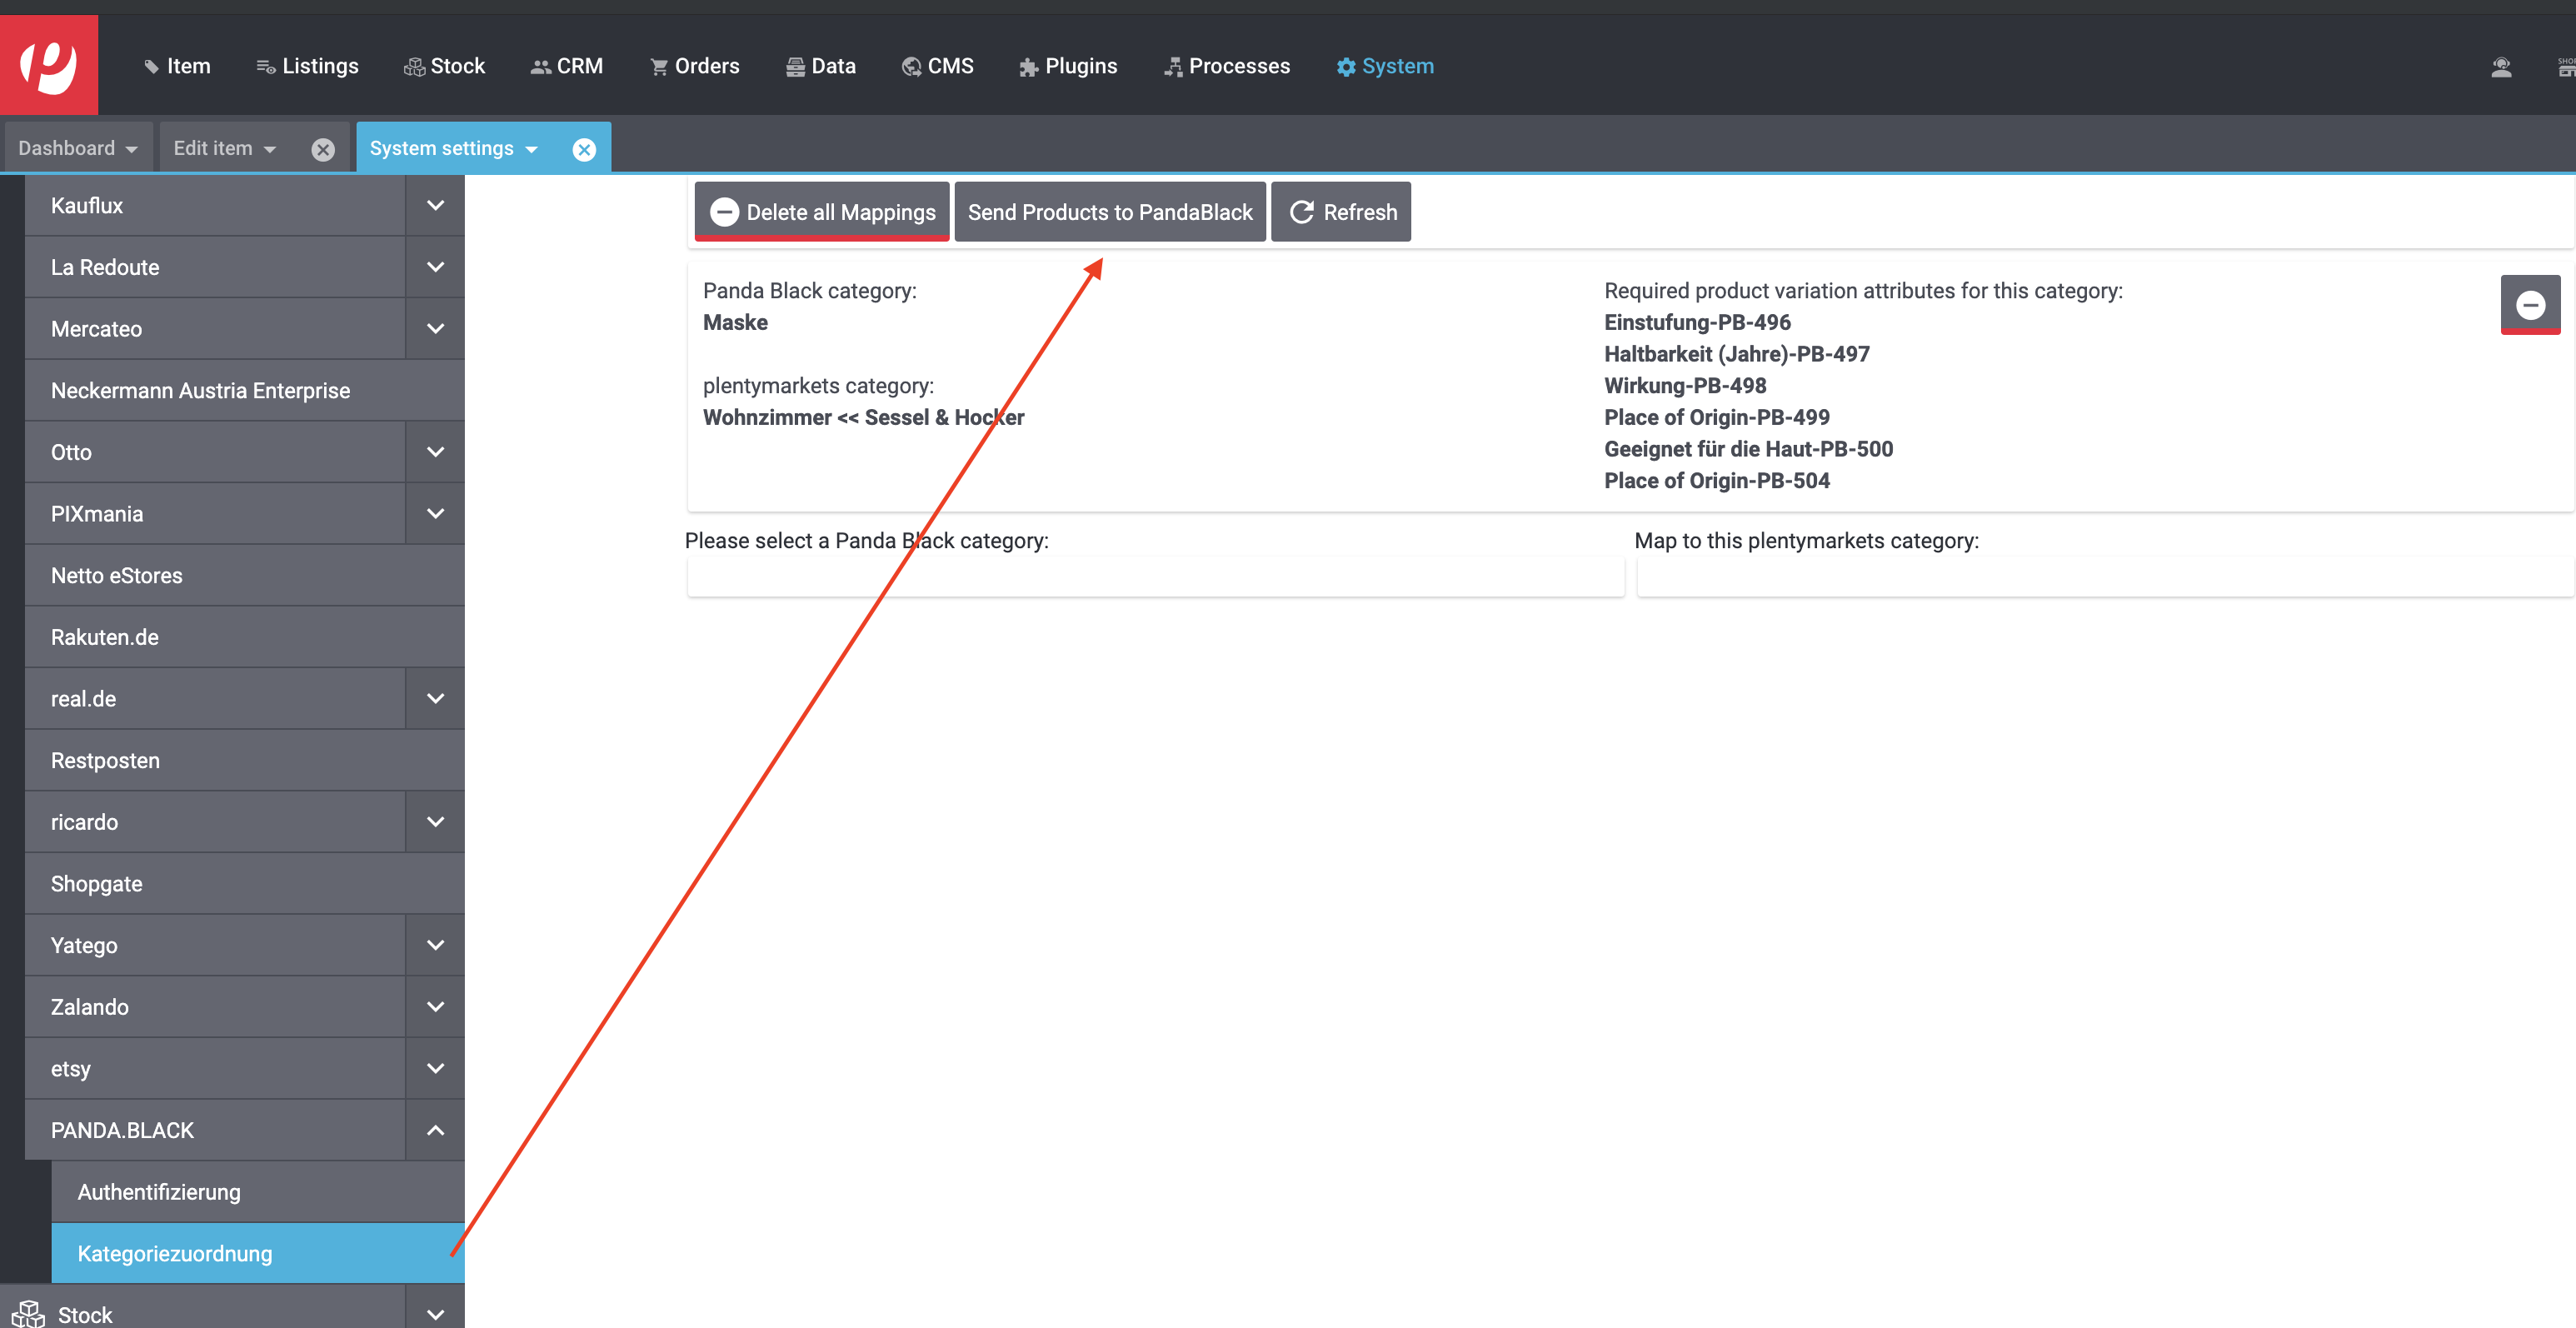 Item Listings Stock CRM Orders Data CMS Plugins Processes System
Dashboard Edit item System settings
Kauflux
La Redoute
Mercateo
Neckermann Austria Enterprise
Otto
PIXmania
Netto eStores
Rakuten.de
real.de
Restposten
ricardo
Shopgate
Yatego
Zalando
etsy
PANDA.BLACK
Authentifizierung
Kategoriezuordnung
Stock
Delete all Mappings Send Products to PandaBlack Refresh
Panda Black category:
Maske
plentymarkets category:
Wohnzimmer << Sessel & Hocker
Required product variation attributes for this category:
Einstufung-PB-496
Haltbarkeit (Jahre)-PB-497
Wirkung-PB-498
Place of Origin-PB-499
Geeignet für die Haut-PB-500
Place of Origin-PB-504
Please select a Panda Black category:
Map to this plentymarkets category: